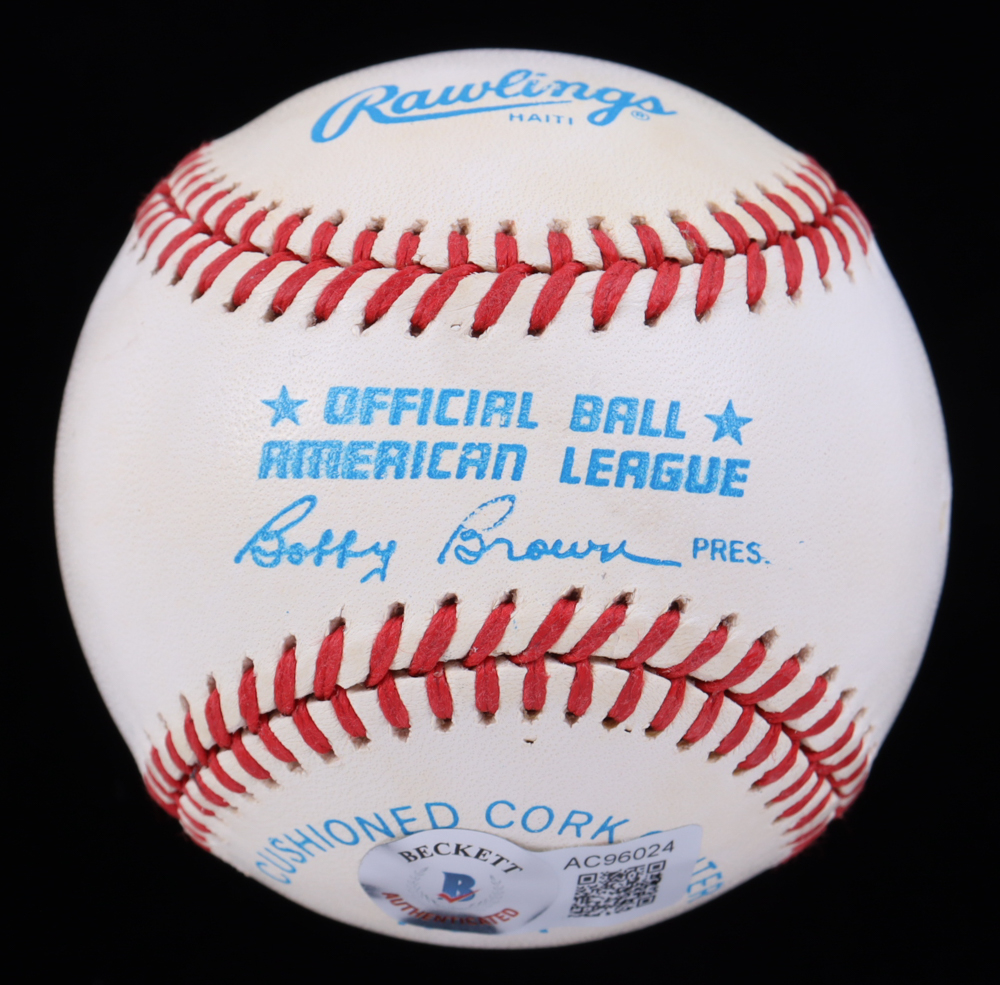 Rawlings ®
HAITI
★ OFFICIAL BALL ★
AMERICAN LEAGUE
Bobby Brown PRES.
CUSHIONED CORK
BECKETT
AUTHENTICATED
B
AC96024